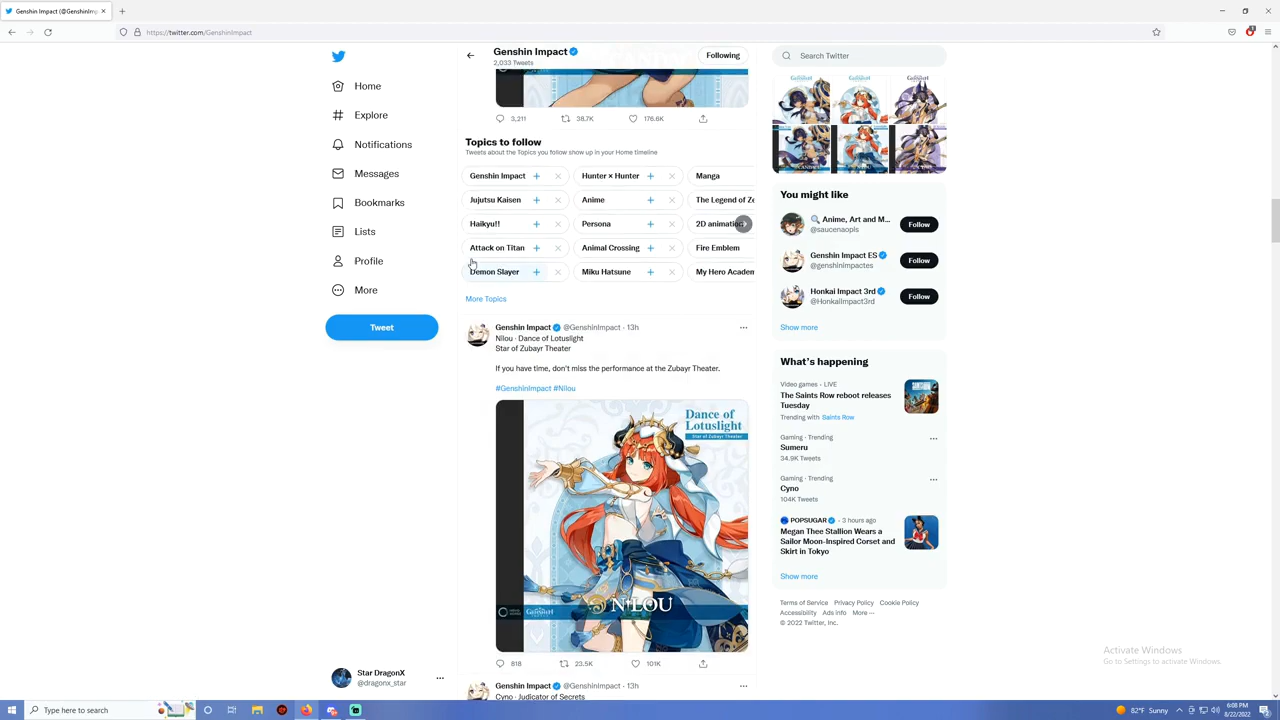 Genshin Impact (@GenshinImp
https://twitter.com/GenshinImpact
Genshin Impact
2,033 Tweets
Following
Search Twitter
Home
Explore
Notifications
Messages
Bookmarks
Lists
Profile
More
Tweet
3,211
38.7K
176.6K
Topics to follow
Tweets about the Topics you follow show up in your Home timeline
Genshin Impact
Hunter × Hunter
Manga
Jujutsu Kaisen
Anime
The Legend of Ze
Haikyu!!
Persona
2D animation
Attack on Titan
Animal Crossing
Fire Emblem
Demon Slayer
Miku Hatsune
My Hero Academ
More Topics
Genshin Impact @GenshinImpact · 13h
Nilou · Dance of Lotuslight
Star of Zubayr Theater
If you have time, don't miss the performance at the Zubayr Theater.
#GenshinImpact #Nilou
Dance of
Lotuslight
Star of Zubayr Theater
Genshin
NILOU
818
23.5K
101K
Genshin Impact @GenshinImpact · 13h
Cyno · Judicator of Secrets
You might like
Anime, Art and M...
@saucenaopls
Follow
Genshin Impact ES
@genshinimpactes
Follow
Honkai Impact 3rd
@HonkaiImpact3rd
Follow
Show more
What's happening
Video games · LIVE
The Saints Row reboot releases
Tuesday
Trending with Saints Row
Gaming · Trending
Sumeru
34.9K Tweets
Gaming · Trending
Cyno
104K Tweets
POPSUGAR · 3 hours ago
Megan Thee Stallion Wears a
Sailor Moon-Inspired Corset and
Skirt in Tokyo
Show more
Terms of Service Privacy Policy Cookie Policy
Accessibility Ads info More ···
© 2022 Twitter, Inc.
Star DragonX
@dragonx_star
Activate Windows
Go to Settings to activate Windows.
Type here to search
82°F Sunny
6:08 PM
8/22/2022